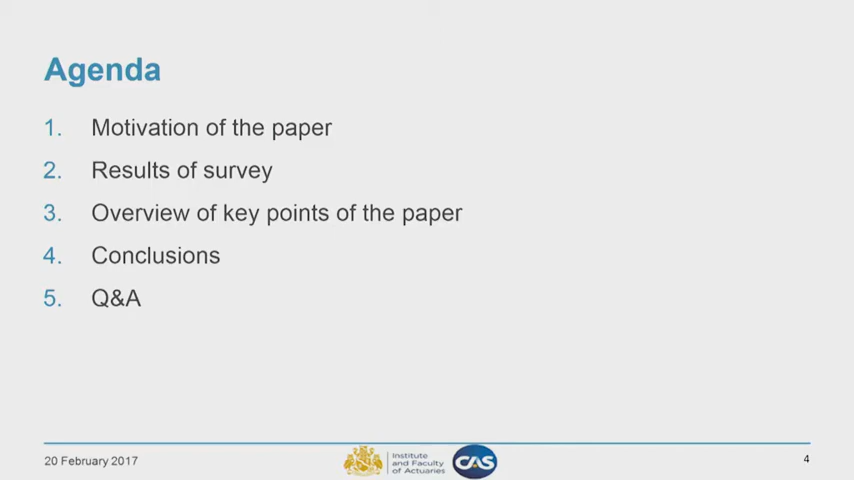 Agenda
1. Motivation of the paper
2. Results of survey
3. Overview of key points of the paper
4. Conclusions
5. Q&A
20 February 2017
Institute
and Faculty
of Actuaries
CAS
4